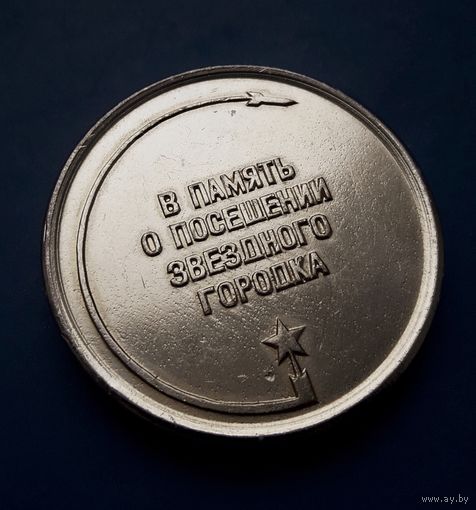 В ПАМЯТЬ
О ПОСЕЩЕНИИ
ЗВЕЗДНОГО
ГОРОДКА
www.ay.by